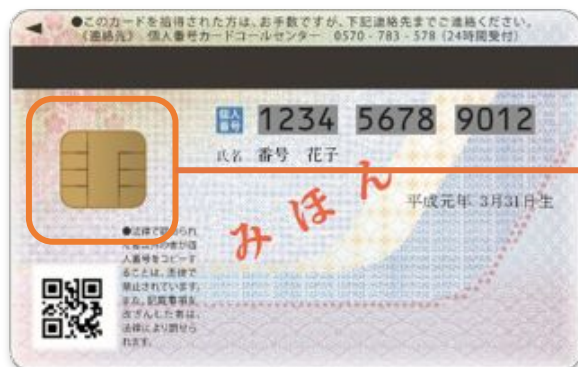 ●このカードを拾得された方は、お手数ですが、下記連絡先までご連絡ください。
《連絡先》 個人番号カードコールセンター 0570-783-578 (24時間受付)
個人番号 1234 5678 9012
氏名 番号 花子
平成元年 3月31日生
みほん
●法律で認められ
た者以外の者が個
人番号をコピーす
ることは、法律で
禁止されています。
また、記載事項を
改ざんした者は、
法律により罰せら
れます。